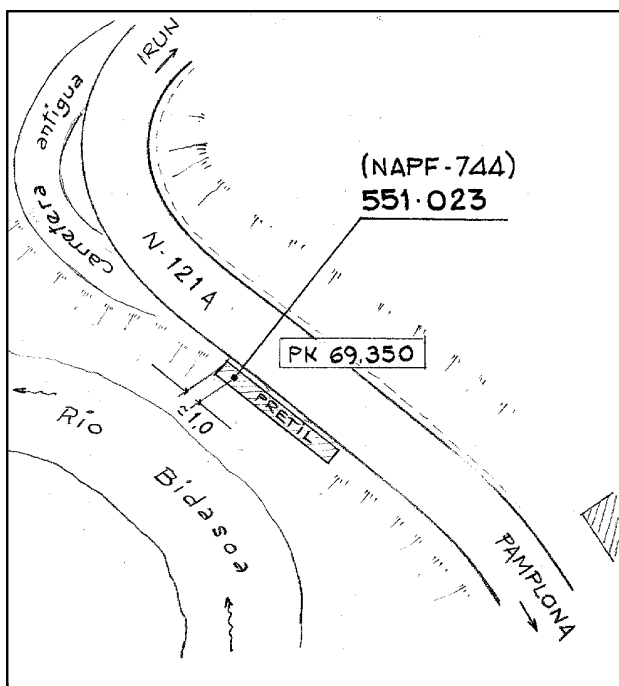 IRUN
carretera antigua
(NAPF-744)
551·023
N-121A
PK 69,350
≃1,0
PRETIL
Río
Bidasoa
PAMPLONA